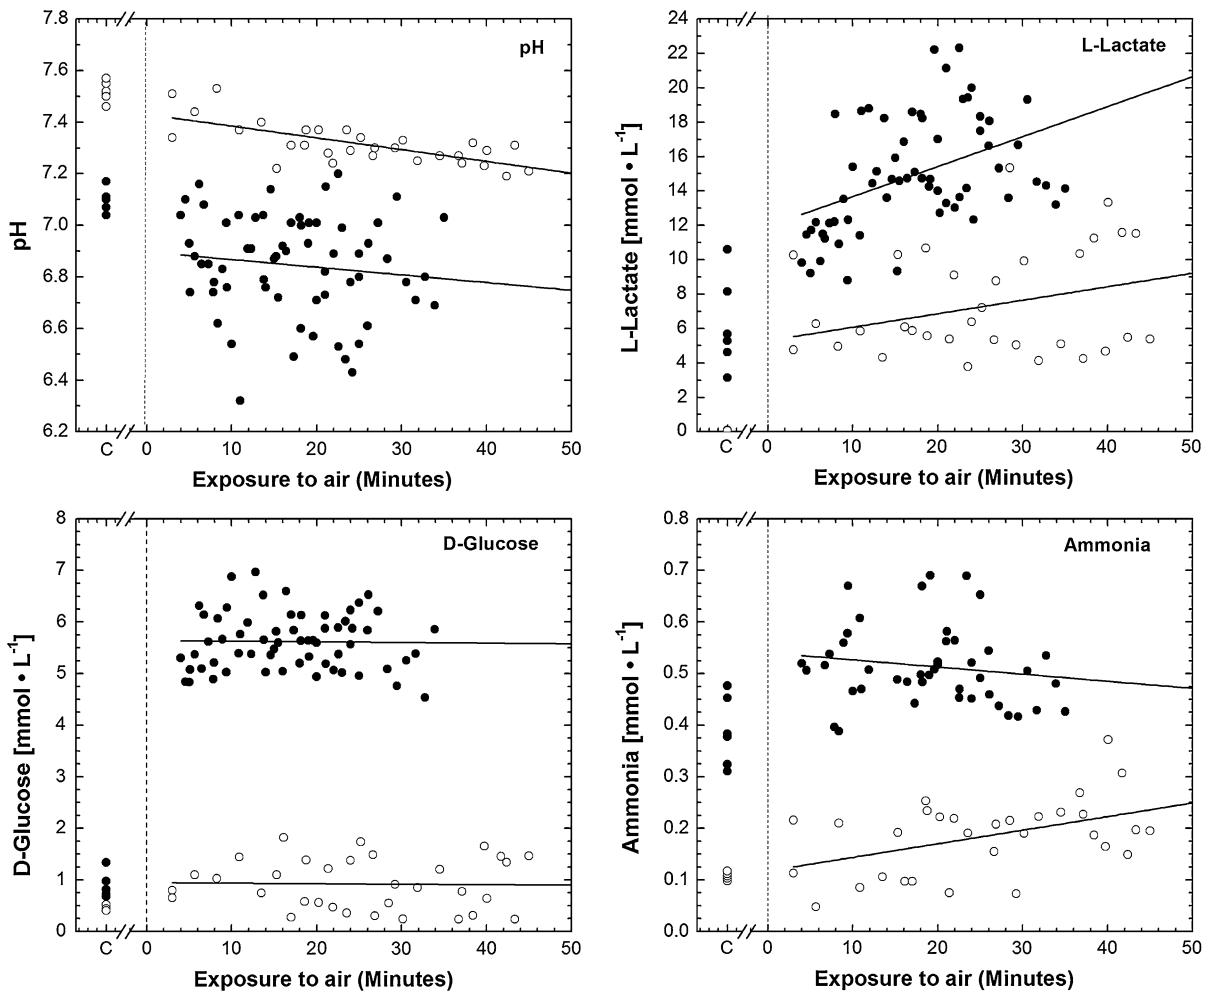 7.8
7.6
7.4
7.2
7.0
6.8
6.6
6.4
6.2
pH
pH
C 0 10 20 30 40 50
Exposure to air (Minutes)
24
22
20
18
16
14
12
10
8
6
4
2
0
L-Lactate [mmol • L⁻¹]
L-Lactate
C 0 10 20 30 40 50
Exposure to air (Minutes)
8
7
6
5
4
3
2
1
0
D-Glucose [mmol • L⁻¹]
D-Glucose
C 0 10 20 30 40 50
Exposure to air (Minutes)
0.8
0.7
0.6
0.5
0.4
0.3
0.2
0.1
0.0
Ammonia [mmol • L⁻¹]
Ammonia
C 0 10 20 30 40 50
Exposure to air (Minutes)